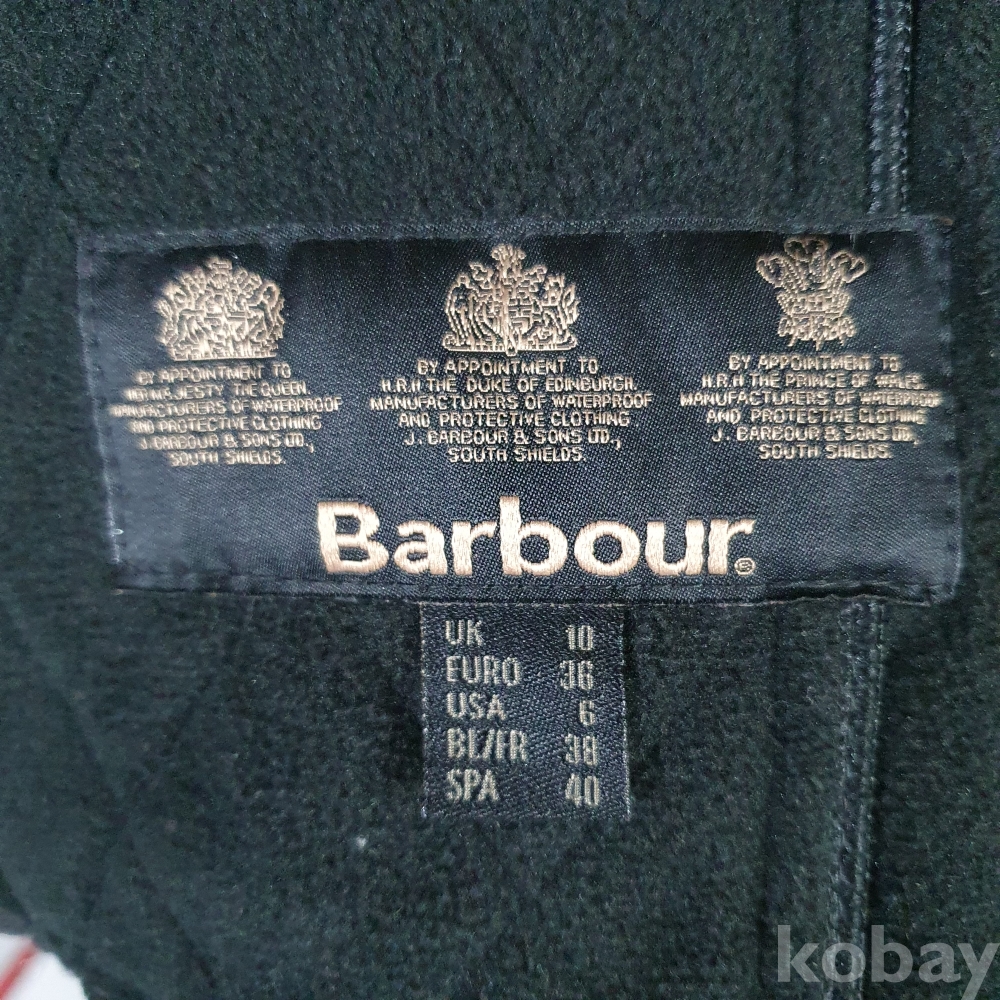 BY APPOINTMENT TO
HER MAJESTY THE QUEEN
MANUFACTURERS OF WATERPROOF
AND PROTECTIVE CLOTHING
J. BARBOUR & SONS LTD.,
SOUTH SHIELDS.
BY APPOINTMENT TO
H.R.H THE DUKE OF EDINBURGH.
MANUFACTURERS OF WATERPROOF
AND PROTECTIVE CLOTHING
J. BARBOUR & SONS LTD.,
SOUTH SHIELDS.
BY APPOINTMENT TO
H.R.H THE PRINCE OF WALES
MANUFACTURERS OF WATERPROOF
AND PROTECTIVE CLOTHING
J. BARBOUR & SONS LTD.,
SOUTH SHIELDS.
Barbour®
UK 10
EURO 36
USA 6
BL/FR 38
SPA 40
kobay